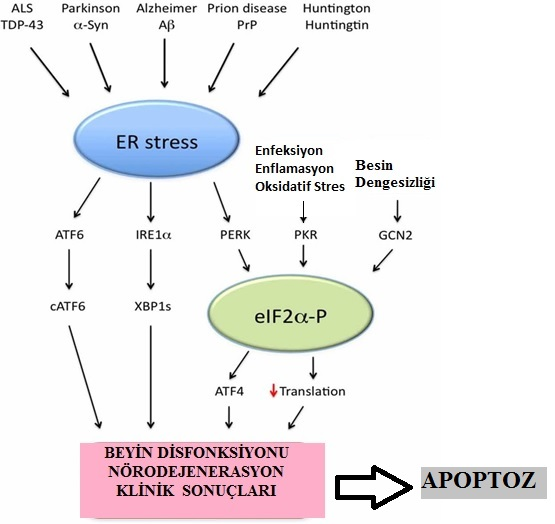 ALS Parkinson Alzheimer Prion disease Huntington
TDP-43 α-Syn Aβ PrP Huntingtin
ER stress
Enfeksiyon
Enflamasyon
Oksidatif Stres
Besin
Dengesizliği
ATF6 IRE1α PERK PKR GCN2
cATF6 XBP1s
eIF2α-P
ATF4 Translation
BEYİN DİSFONKSİYONU
NÖRODEJENERASYON
KLİNİK SONUÇLARI
APOPTOZ